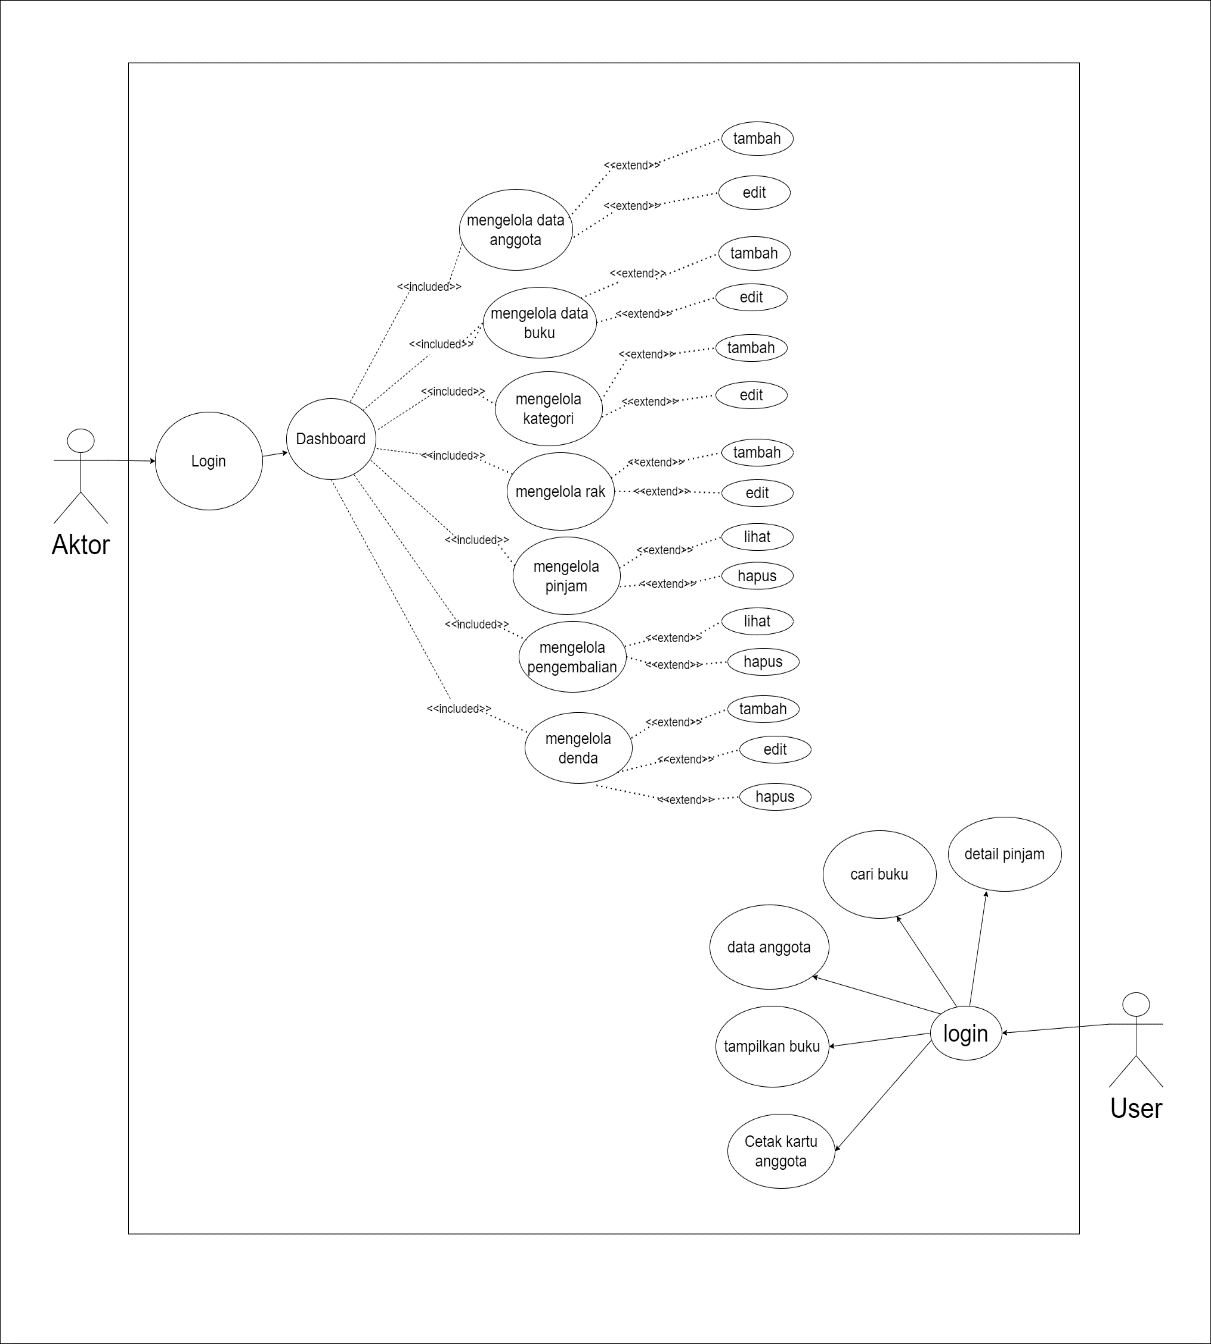 tambah
<<extend>>
edit
<<extend>>
mengelola data
anggota
tambah
<<extend>>
<<included>>
edit
<<extend>>
mengelola data
buku
<<included>>
tambah
<<extend>>
<<included>>
edit
<<extend>>
mengelola
kategori
Dashboard
tambah
<<extend>>
<<included>>
Login
edit
<<extend>>
mengelola rak
Aktor
lihat
<<extend>>
<<included>>
mengelola
pinjam
hapus
<<extend>>
lihat
<<extend>>
<<included>>
mengelola
pengembalian
hapus
<<extend>>
tambah
<<extend>>
<<included>>
mengelola
denda
edit
<<extend>>
hapus
<<extend>>
detail pinjam
cari buku
data anggota
login
tampilkan buku
User
Cetak kartu
anggota